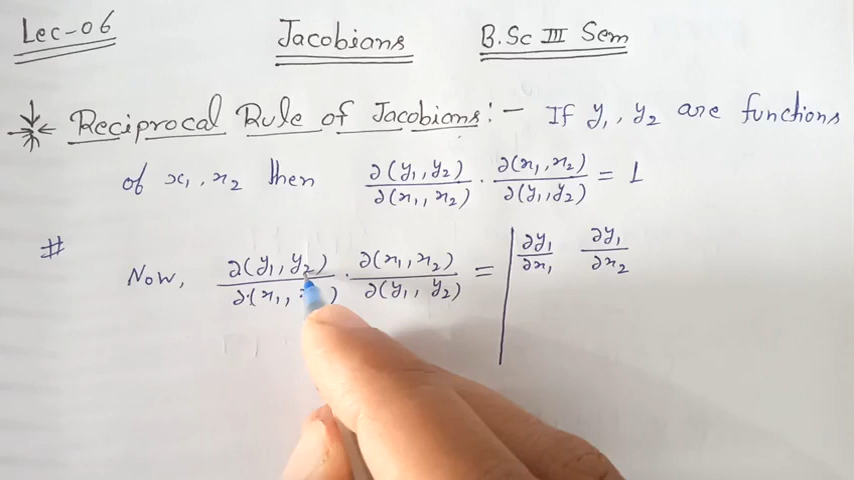 Lec-06 Jacobians B.Sc III Sem
Reciprocal Rule of Jacobians:- If y₁, y₂ are functions
of x₁, x₂ then ∂(y₁, y₂)/∂(x₁, x₂) · ∂(x₁, x₂)/∂(y₁, y₂) = 1
#
Now, ∂(y₁, y₂)/∂(x₁, ) · ∂(x₁, x₂)/∂(y₁, y₂) = | ∂y₁/∂x₁ ∂y₁/∂x₂